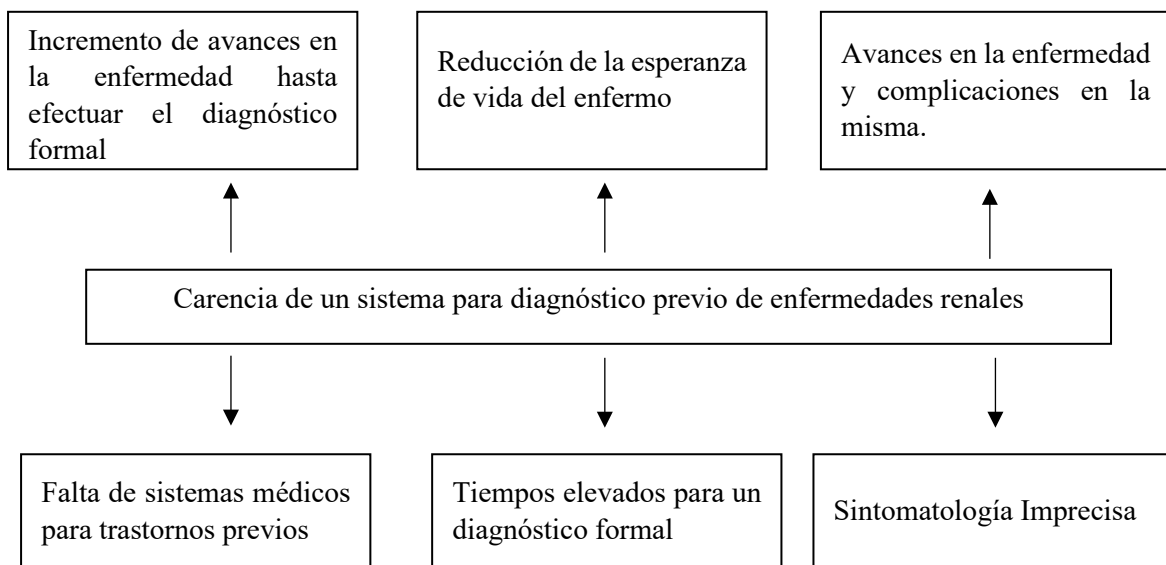 Incremento de avances en
la enfermedad hasta
efectuar el diagnóstico
formal
Reducción de la esperanza
de vida del enfermo
Avances en la enfermedad
y complicaciones en la
misma.
Carencia de un sistema para diagnóstico previo de enfermedades renales
Falta de sistemas médicos
para trastornos previos
Tiempos elevados para un
diagnóstico formal
Sintomatología Imprecisa